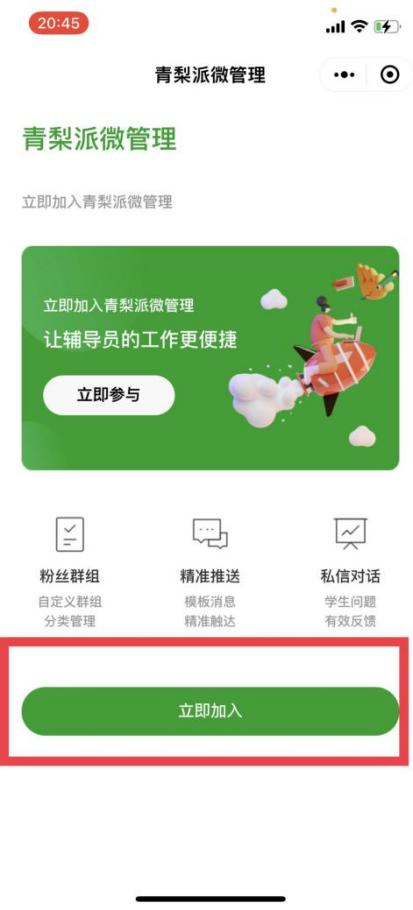 20:45
青梨派微管理
青梨派微管理
立即加入青梨派微管理
立即加入青梨派微管理
让辅导员的工作更便捷
立即参与
粉丝群组
精准推送
私信对话
自定义群组
模板消息
学生问题
分类管理
精准触达
有效反馈
立即加入